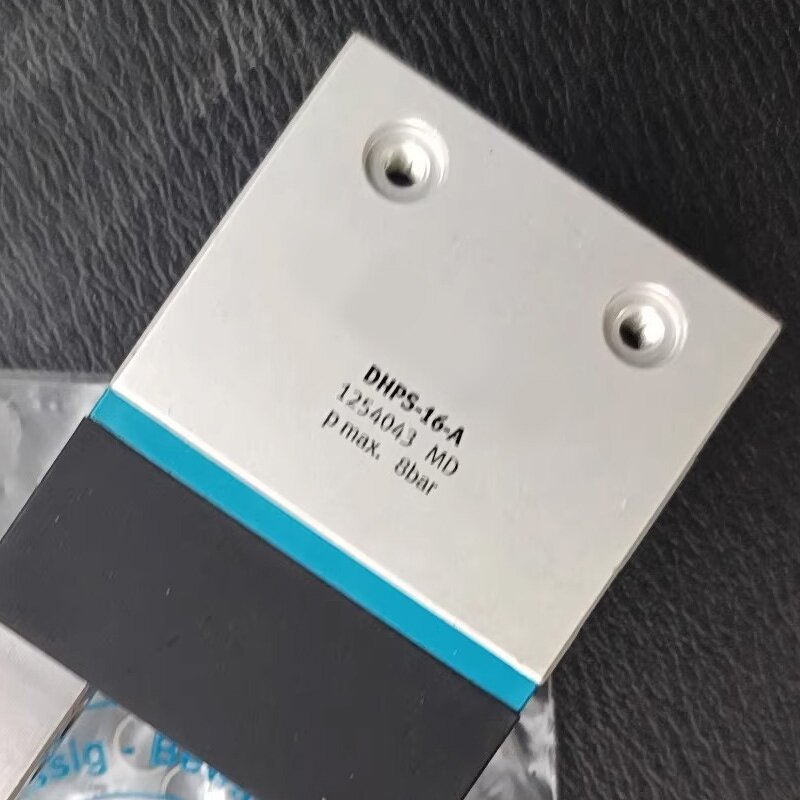 DHPS-16-A
1254043 MD
p max. 8bar